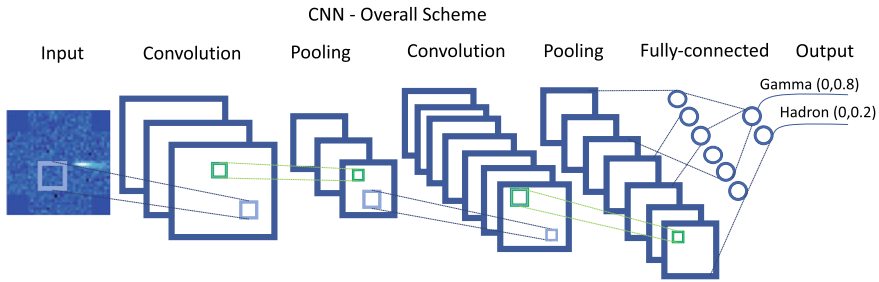 CNN - Overall Scheme
Input
Convolution
Pooling
Convolution
Pooling
Fully-connected
Output
Gamma (0,0.8)
Hadron (0,0.2)